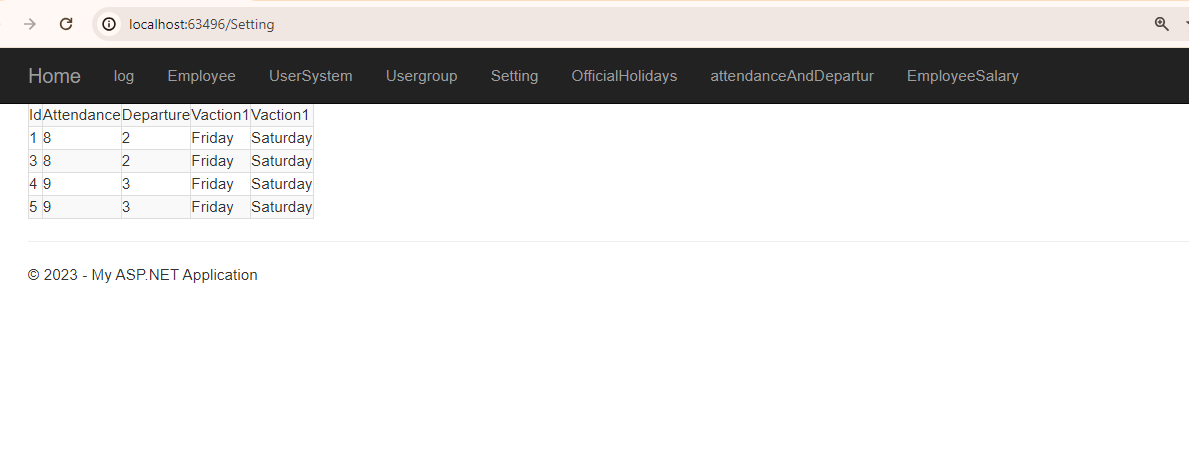 localhost:63496/Setting
Home log Employee UserSystem Usergroup Setting OfficialHolidays attendanceAndDepartur EmployeeSalary
Id Attendance Departure Vaction1 Vaction1
1 8 2 Friday Saturday
3 8 2 Friday Saturday
4 9 3 Friday Saturday
5 9 3 Friday Saturday
© 2023 - My ASP.NET Application